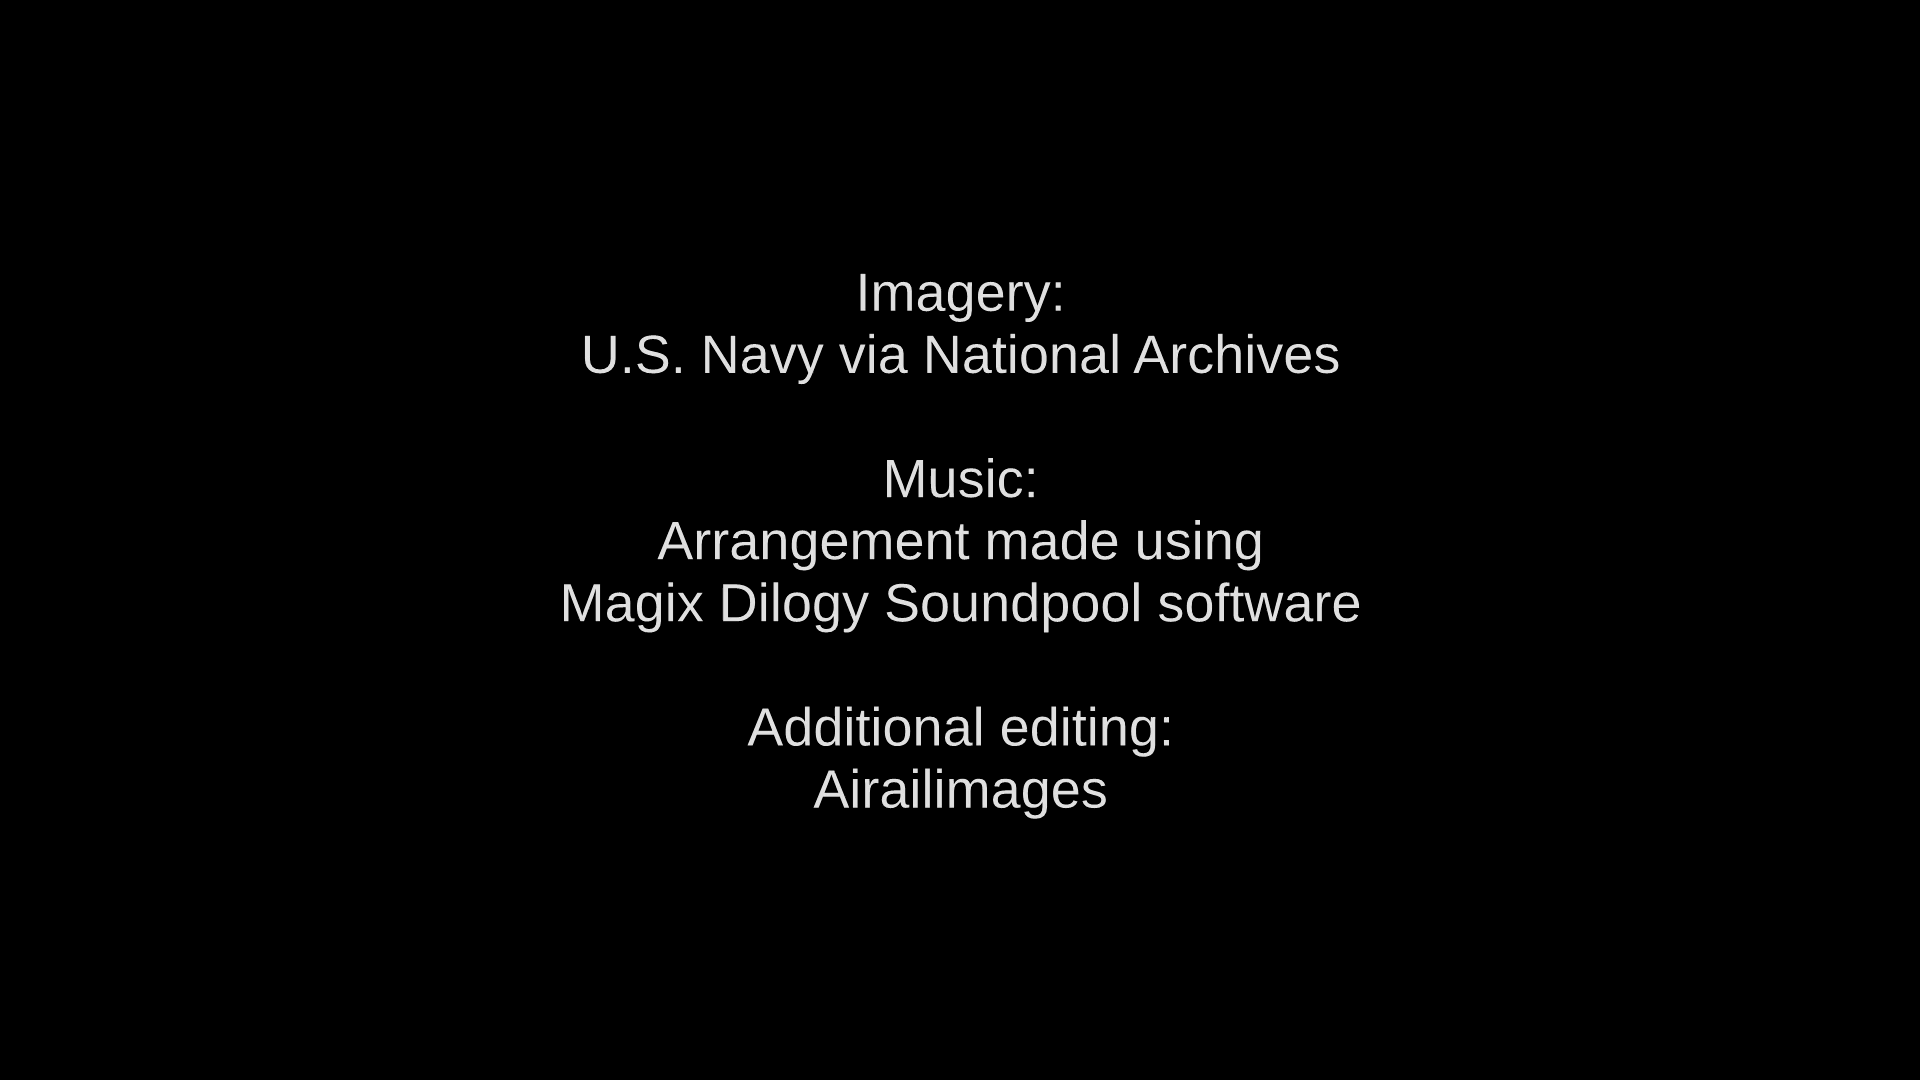 Imagery:
U.S. Navy via National Archives
Music:
Arrangement made using
Magix Dilogy Soundpool software
Additional editing:
Airailimages